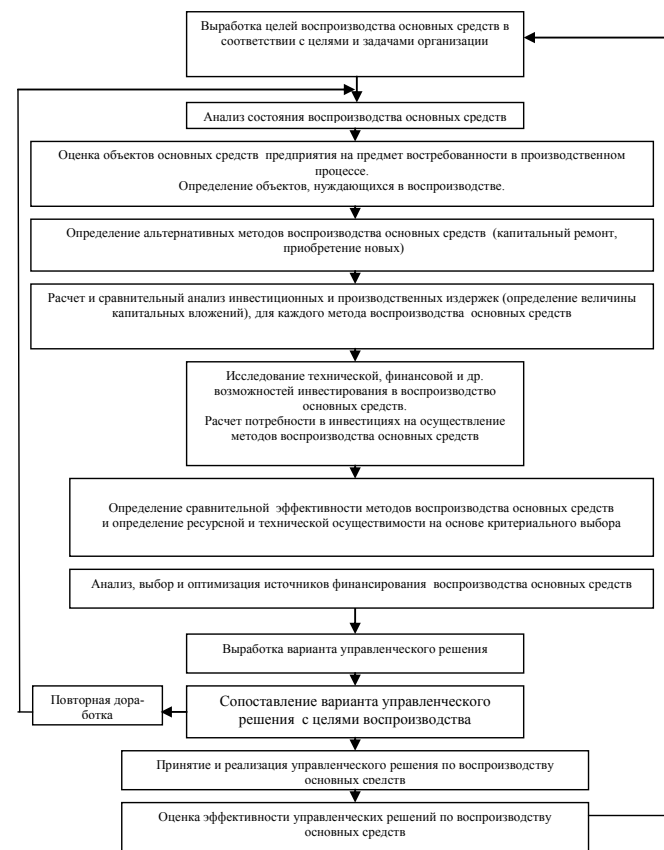 Выработка целей воспроизводства основных средств в
соответствии с целями и задачами организации
Анализ состояния воспроизводства основных средств
Оценка объектов основных средств предприятия на предмет востребованности в производственном
процессе.
Определение объектов, нуждающихся в воспроизводстве.
Определение альтернативных методов воспроизводства основных средств (капитальный ремонт,
приобретение новых)
Расчет и сравнительный анализ инвестиционных и производственных издержек (определение величины
капитальных вложений), для каждого метода воспроизводства основных средств
Исследование технической, финансовой и др.
возможностей инвестирования в воспроизводство
основных средств.
Расчет потребности в инвестициях на осуществление
методов воспроизводства основных средств
Определение сравнительной эффективности методов воспроизводства основных средств
и определение ресурсной и технической осуществимости на основе критериального выбора
Анализ, выбор и оптимизация источников финансирования воспроизводства основных средств
Выработка варианта управленческого решения
Повторная дора-
ботка
Сопоставление варианта управленческого
решения с целями воспроизводства
Принятие и реализация управленческого решения по воспроизводству
основных средств
Оценка эффективности управленческих решений по воспроизводству
основных средств